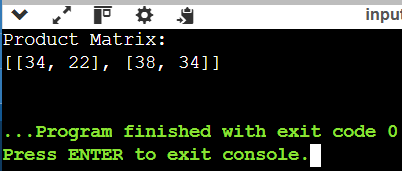 input
Product Matrix:
[[34, 22], [38, 34]]
...Program finished with exit code 0
Press ENTER to exit console.